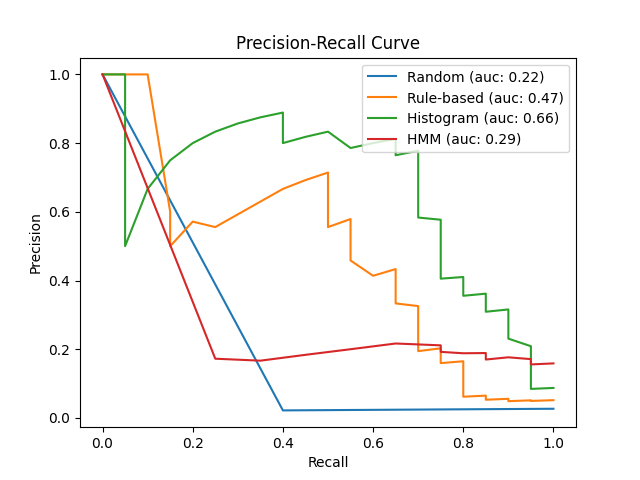 Precision-Recall Curve
Random (auc: 0.22)
Rule-based (auc: 0.47)
Histogram (auc: 0.66)
HMM (auc: 0.29)
Precision
1.0
0.8
0.6
0.4
0.2
0.0
0.0 0.2 0.4 0.6 0.8 1.0
Recall